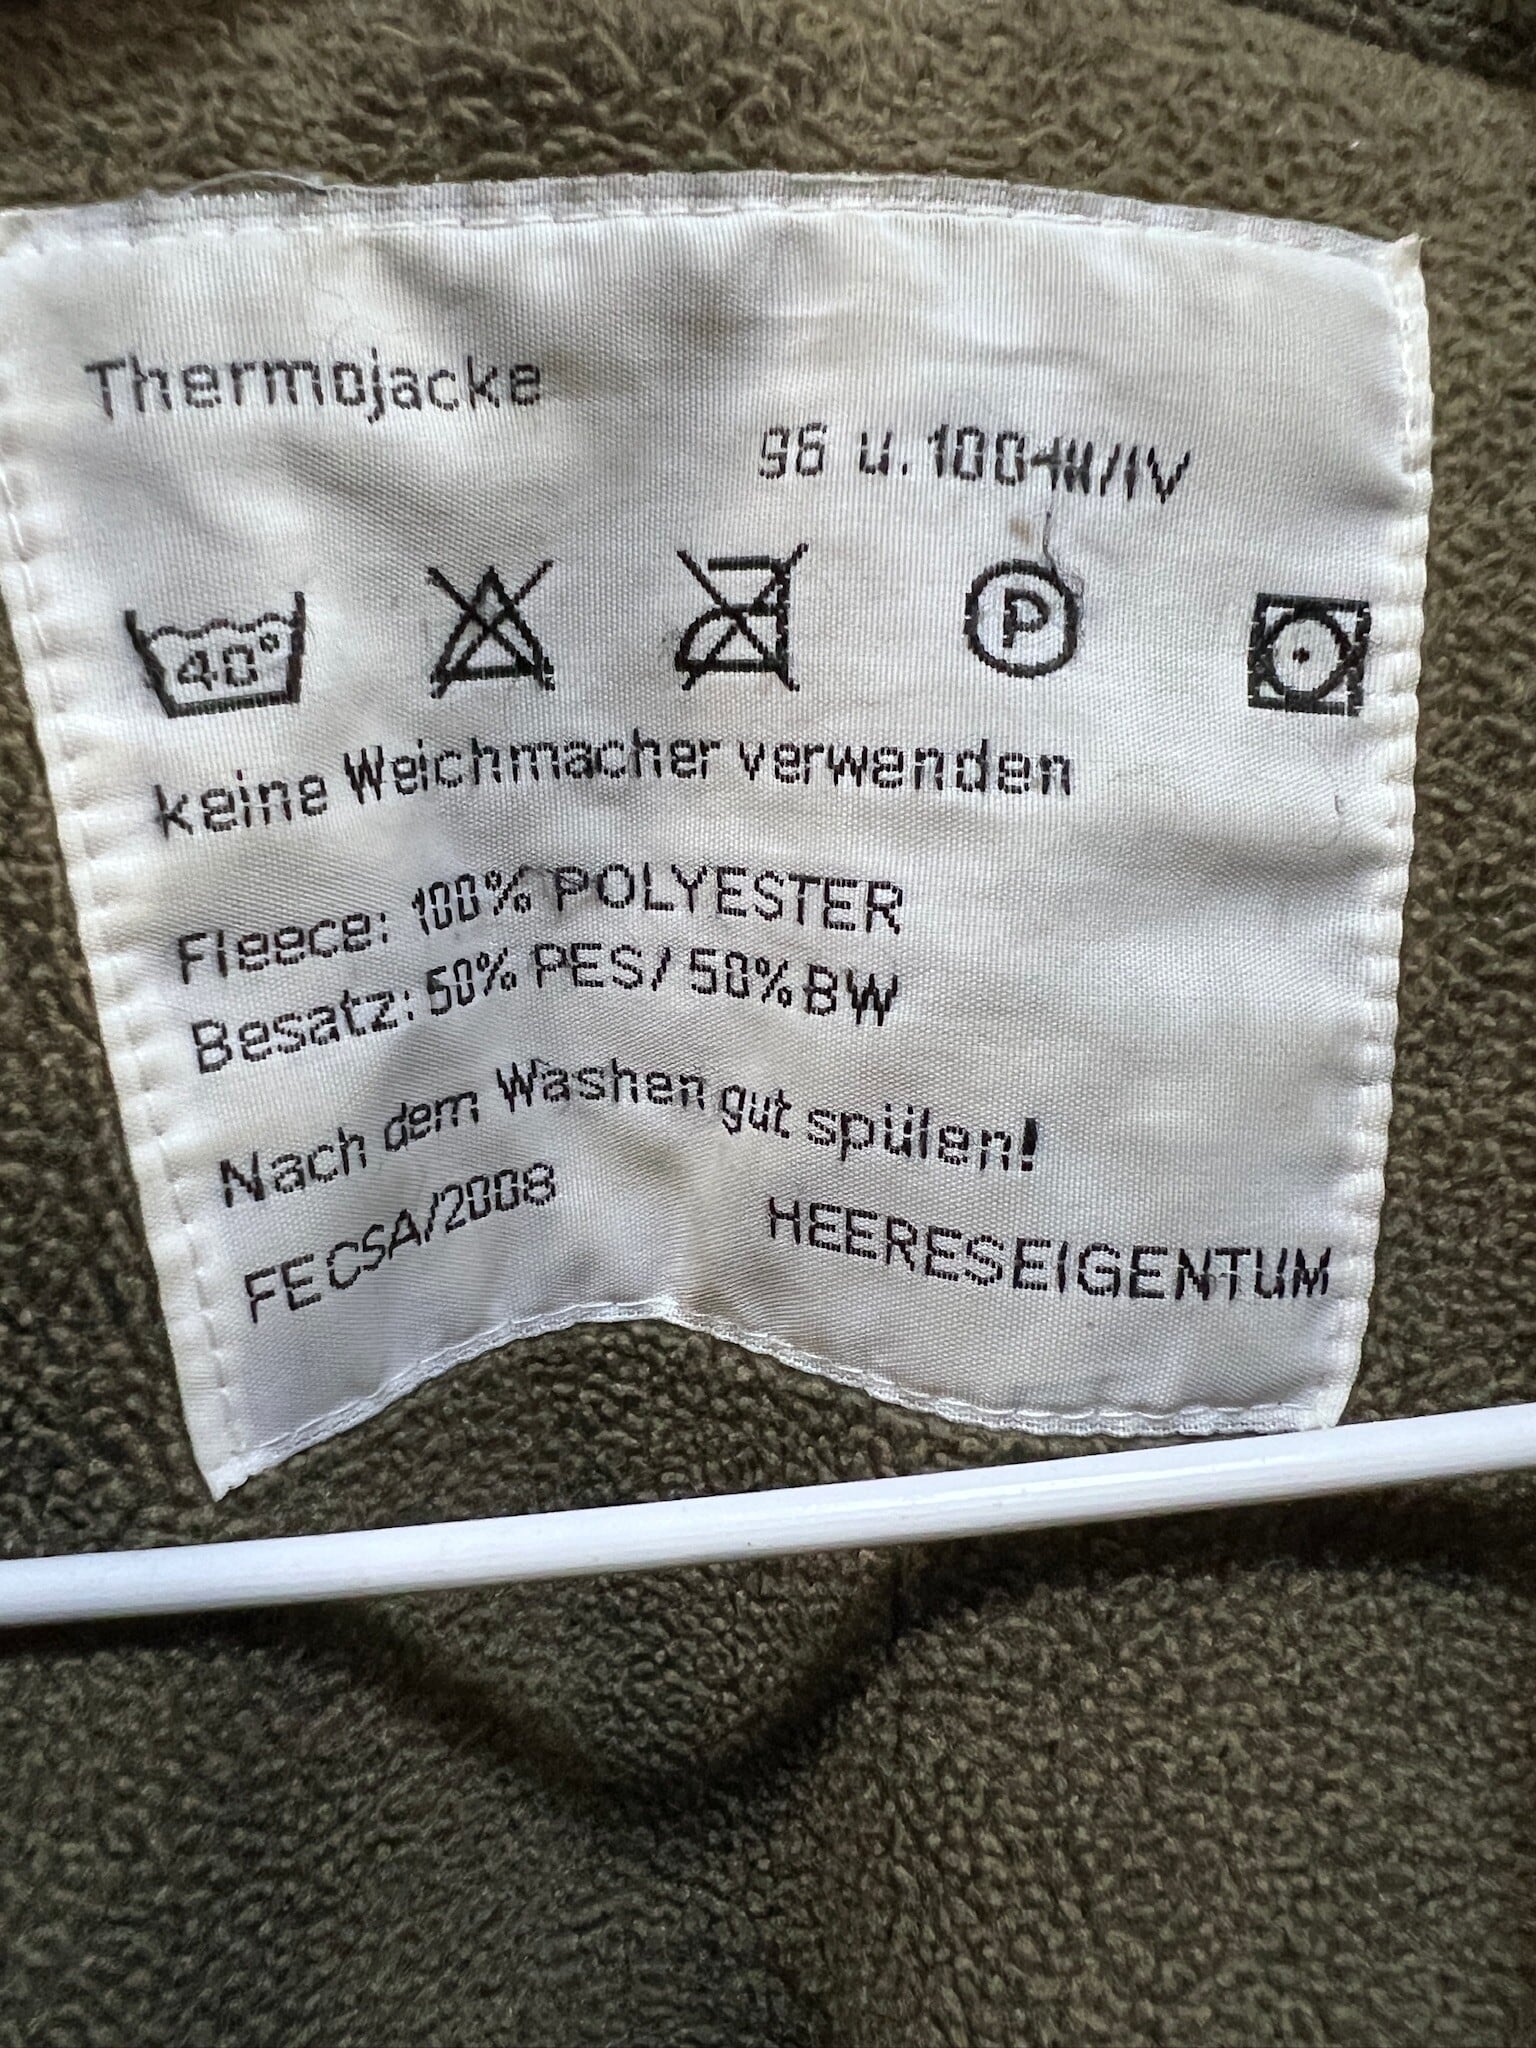 Thermojacke
96 u. 100-III/IV
40°
P
keine Weichmacher verwenden
Fleece: 100% POLYESTER
Besatz: 50% PES/ 50% BW
Nach dem Washen gut spülen!
FECSA/2008 HEERESEIGENTUM